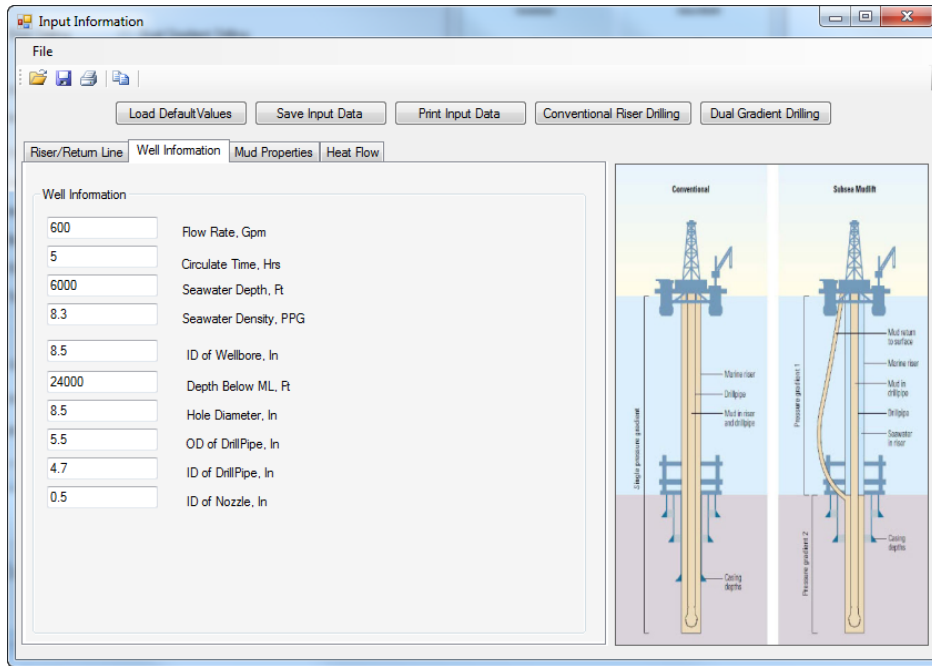 Input Information
File
Load DefaultValues Save Input Data Print Input Data Conventional Riser Drilling Dual Gradient Drilling
Riser/Return Line Well Information Mud Properties Heat Flow
Well Information
600 Flow Rate, Gpm
5 Circulate Time, Hrs
6000 Seawater Depth, Ft
8.3 Seawater Density, PPG
8.5 ID of Wellbore, In
24000 Depth Below ML, Ft
8.5 Hole Diameter, In
5.5 OD of DrillPipe, In
4.7 ID of DrillPipe, In
0.5 ID of Nozzle, In
Conventional
Single pressure gradient
Marine riser
Drillpipe
Mud in riser
and drillpipe
Casing
depths
Subsea Mudlift
Pressure gradient 1
Pressure gradient 2
Mud return
to surface
Marine riser
Mud in
drillpipe
Drillpipe
Seawater
in riser
Casing
depths